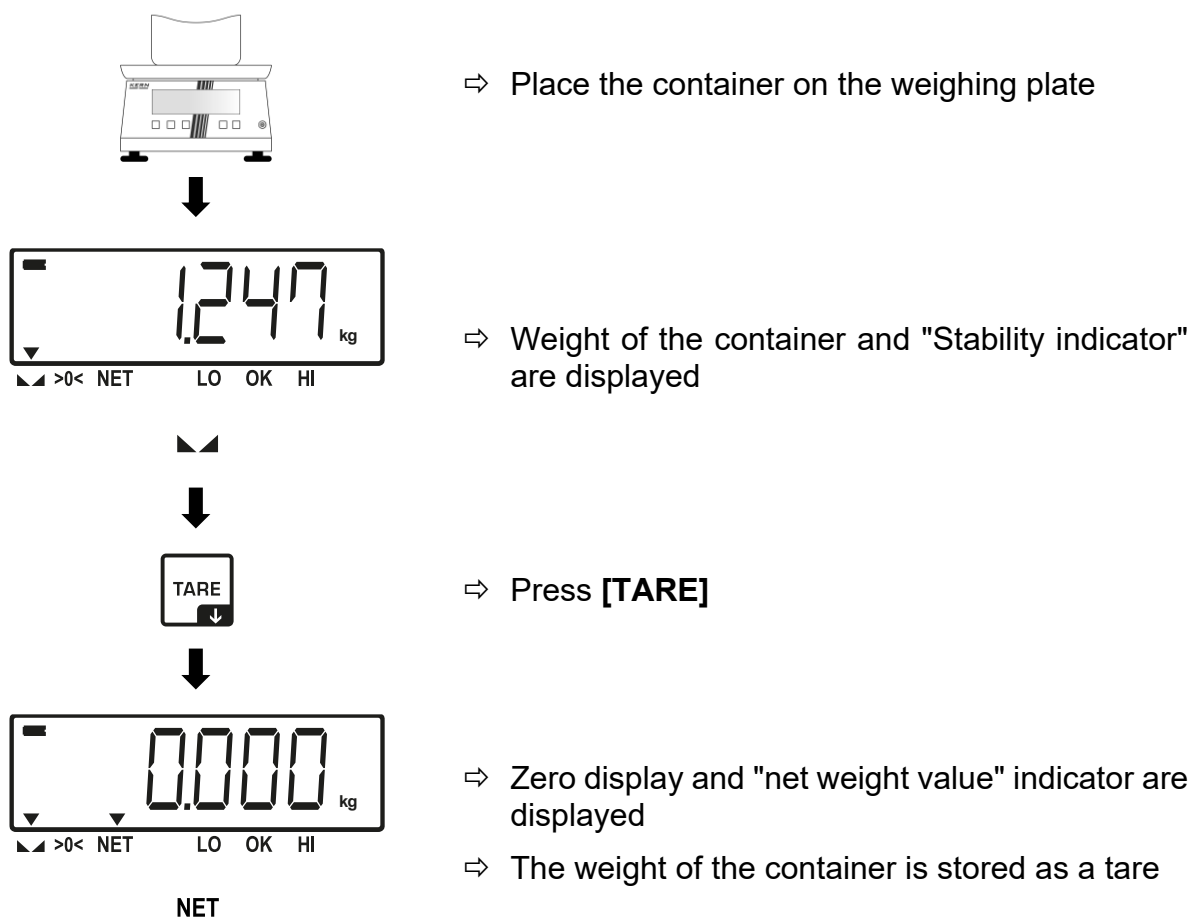 KERN
⇨ Place the container on the weighing plate
1.247 kg
>0< NET LO OK HI
⇨ Weight of the container and "Stability indicator"
are displayed
TARE
⇨ Press [TARE]
0.000 kg
>0< NET LO OK HI
⇨ Zero display and "net weight value" indicator are
displayed
⇨ The weight of the container is stored as a tare
NET